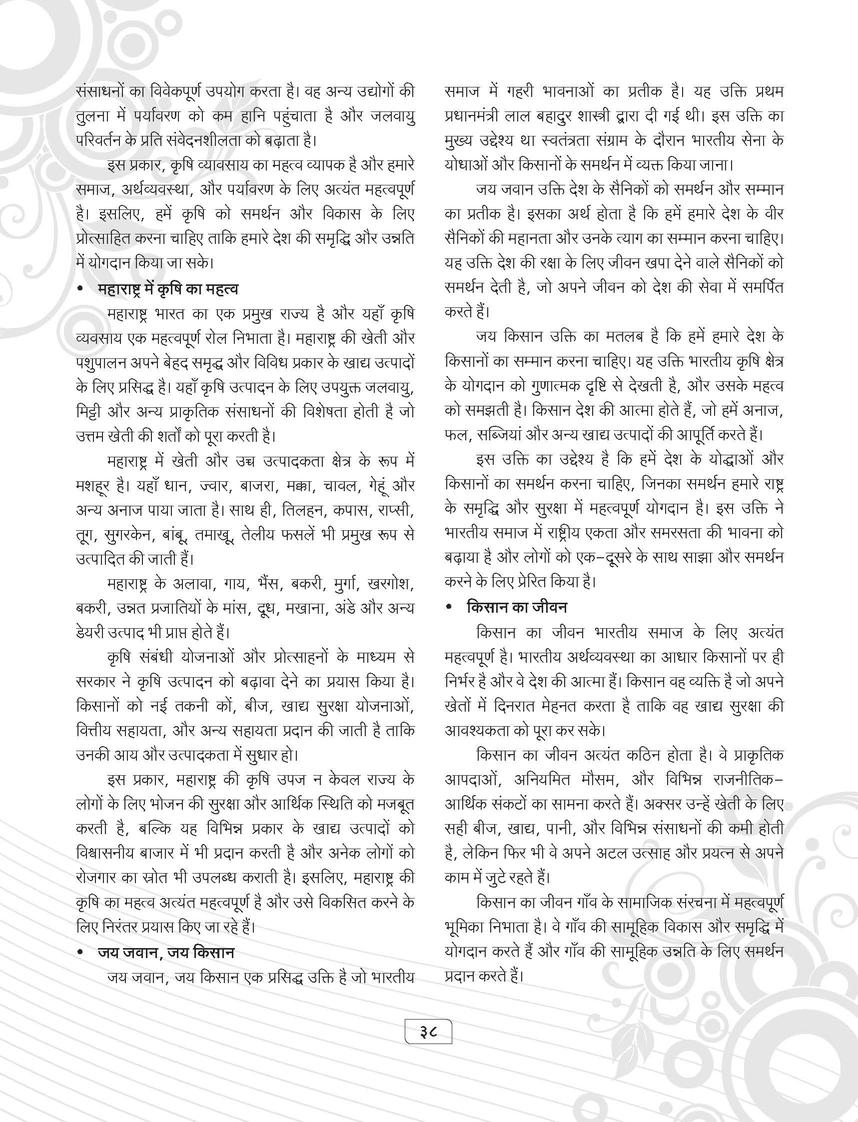 संसाधनों का विवेकपूर्ण उपयोग करता है। वह अन्य उद्योगों की
तुलना में पर्यावरण को कम हानि पहुंचाता है और जलवायु
परिवर्तन के प्रति संवेदनशीलता को बढ़ाता है।
इस प्रकार, कृषि व्यावसाय का महत्व व्यापक है और हमारे
समाज, अर्थव्यवस्था, और पर्यावरण के लिए अत्यंत महत्वपूर्ण
है। इसलिए, हमें कृषि को समर्थन और विकास के लिए
प्रोत्साहित करना चाहिए ताकि हमारे देश की समृद्धि और उन्नति
में योगदान किया जा सके।
• महाराष्ट्र में कृषि का महत्व
महाराष्ट्र भारत का एक प्रमुख राज्य है और यहाँ कृषि
व्यवसाय एक महत्वपूर्ण रोल निभाता है। महाराष्ट्र की खेती और
पशुपालन अपने बेहद समृद्ध और विविध प्रकार के खाद्य उत्पादों
के लिए प्रसिद्ध है। यहाँ कृषि उत्पादन के लिए उपयुक्त जलवायु,
मिट्टी और अन्य प्राकृतिक संसाधनों की विशेषता होती है जो
उत्तम खेती की शर्तों को पूरा करती है।
महाराष्ट्र में खेती और उच्च उत्पादकता क्षेत्र के रूप में
मशहूर है। यहाँ धान, ज्वार, बाजरा, मक्का, चावल, गेहूं और
अन्य अनाज पाया जाता है। साथ ही, तिलहन, कपास, राप्सी,
तूग, सुगरकेन, बांबू, तमाखू, तेलीय फसलें भी प्रमुख रूप से
उत्पादित की जाती हैं।
महाराष्ट्र के अलावा, गाय, भैंस, बकरी, मुर्गा, खरगोश,
बकरी, उन्नत प्रजातियों के मांस, दूध, मखाना, अंडे और अन्य
डेयरी उत्पाद भी प्राप्त होते हैं।
कृषि संबंधी योजनाओं और प्रोत्साहनों के माध्यम से
सरकार ने कृषि उत्पादन को बढ़ावा देने का प्रयास किया है।
किसानों को नई तकनी कों, बीज, खाद्य सुरक्षा योजनाओं,
वित्तीय सहायता, और अन्य सहायता प्रदान की जाती है ताकि
उनकी आय और उत्पादकता में सुधार हो।
इस प्रकार, महाराष्ट्र की कृषि उपज न केवल राज्य के
लोगों के लिए भोजन की सुरक्षा और आर्थिक स्थिति को मजबूत
करती है, बल्कि यह विभिन्न प्रकार के खाद्य उत्पादों को
विश्वासनीय बाजार में भी प्रदान करती है और अनेक लोगों को
रोजगार का स्रोत भी उपलब्ध कराती है। इसलिए, महाराष्ट्र की
कृषि का महत्व अत्यंत महत्वपूर्ण है और उसे विकसित करने के
लिए निरंतर प्रयास किए जा रहे हैं।
• जय जवान, जय किसान
जय जवान, जय किसान एक प्रसिद्ध उक्ति है जो भारतीय
समाज में गहरी भावनाओं का प्रतीक है। यह उक्ति प्रथम
प्रधानमंत्री लाल बहादुर शास्त्री द्वारा दी गई थी। इस उक्ति का
मुख्य उद्देश्य था स्वतंत्रता संग्राम के दौरान भारतीय सेना के
योधाओं और किसानों के समर्थन में व्यक्त किया जाना।
जय जवान उक्ति देश के सैनिकों को समर्थन और सम्मान
का प्रतीक है। इसका अर्थ होता है कि हमें हमारे देश के वीर
सैनिकों की महानता और उनके त्याग का सम्मान करना चाहिए।
यह उक्ति देश की रक्षा के लिए जीवन खपा देने वाले सैनिकों को
समर्थन देती है, जो अपने जीवन को देश की सेवा में समर्पित
करते हैं।
जय किसान उक्ति का मतलब है कि हमें हमारे देश के
किसानों का सम्मान करना चाहिए। यह उक्ति भारतीय कृषि क्षेत्र
के योगदान को गुणात्मक दृष्टि से देखती है, और उसके महत्व
को समझती है। किसान देश की आत्मा होते हैं, जो हमें अनाज,
फल, सब्जियां और अन्य खाद्य उत्पादों की आपूर्ति करते हैं।
इस उक्ति का उद्देश्य है कि हमें देश के योद्धाओं और
किसानों का समर्थन करना चाहिए, जिनका समर्थन हमारे राष्ट्र
के समृद्धि और सुरक्षा में महत्वपूर्ण योगदान है। इस उक्ति ने
भारतीय समाज में राष्ट्रीय एकता और समरसता की भावना को
बढ़ाया है और लोगों को एक-दूसरे के साथ साझा और समर्थन
करने के लिए प्रेरित किया है।
• किसान का जीवन
किसान का जीवन भारतीय समाज के लिए अत्यंत
महत्वपूर्ण है। भारतीय अर्थव्यवस्था का आधार किसानों पर ही
निर्भर है और वे देश की आत्मा हैं। किसान वह व्यक्ति है जो अपने
खेतों में दिनरात मेहनत करता है ताकि वह खाद्य सुरक्षा की
आवश्यकता को पूरा कर सके।
किसान का जीवन अत्यंत कठिन होता है। वे प्राकृतिक
आपदाओं, अनियमित मौसम, और विभिन्न राजनीतिक-
आर्थिक संकटों का सामना करते हैं। अक्सर उन्हें खेती के लिए
सही बीज, खाद्य, पानी, और विभिन्न संसाधनों की कमी होती
है, लेकिन फिर भी वे अपने अटल उत्साह और प्रयत्न से अपने
काम में जुटे रहते हैं।
किसान का जीवन गाँव के सामाजिक संरचना में महत्वपूर्ण
भूमिका निभाता है। वे गाँव की सामूहिक विकास और समृद्धि में
योगदान करते हैं और गाँव की सामूहिक उन्नति के लिए समर्थन
प्रदान करते हैं।
३८